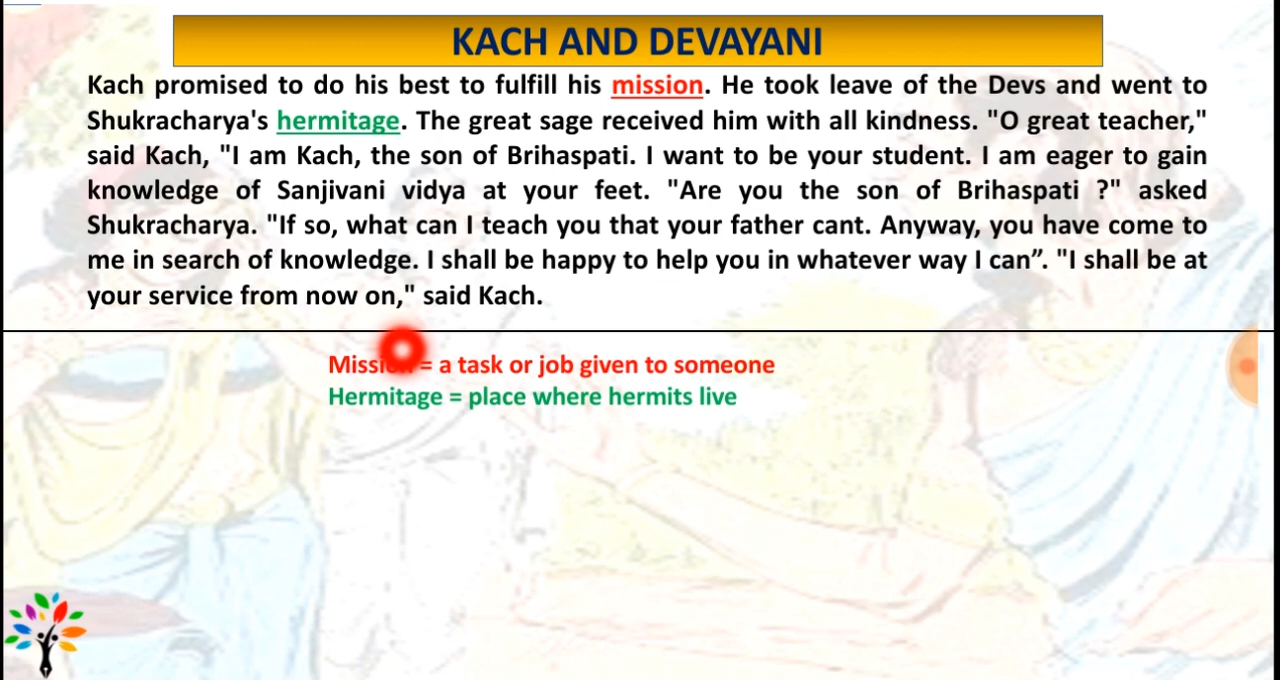 KACH AND DEVAYANI
Kach promised to do his best to fulfill his mission. He took leave of the Devs and went to
Shukracharya's hermitage. The great sage received him with all kindness. "O great teacher,"
said Kach, "I am Kach, the son of Brihaspati. I want to be your student. I am eager to gain
knowledge of Sanjivani vidya at your feet. "Are you the son of Brihaspati ?" asked
Shukracharya. "If so, what can I teach you that your father cant. Anyway, you have come to
me in search of knowledge. I shall be happy to help you in whatever way I can”. "I shall be at
your service from now on," said Kach.
Mission = a task or job given to someone
Hermitage = place where hermits live